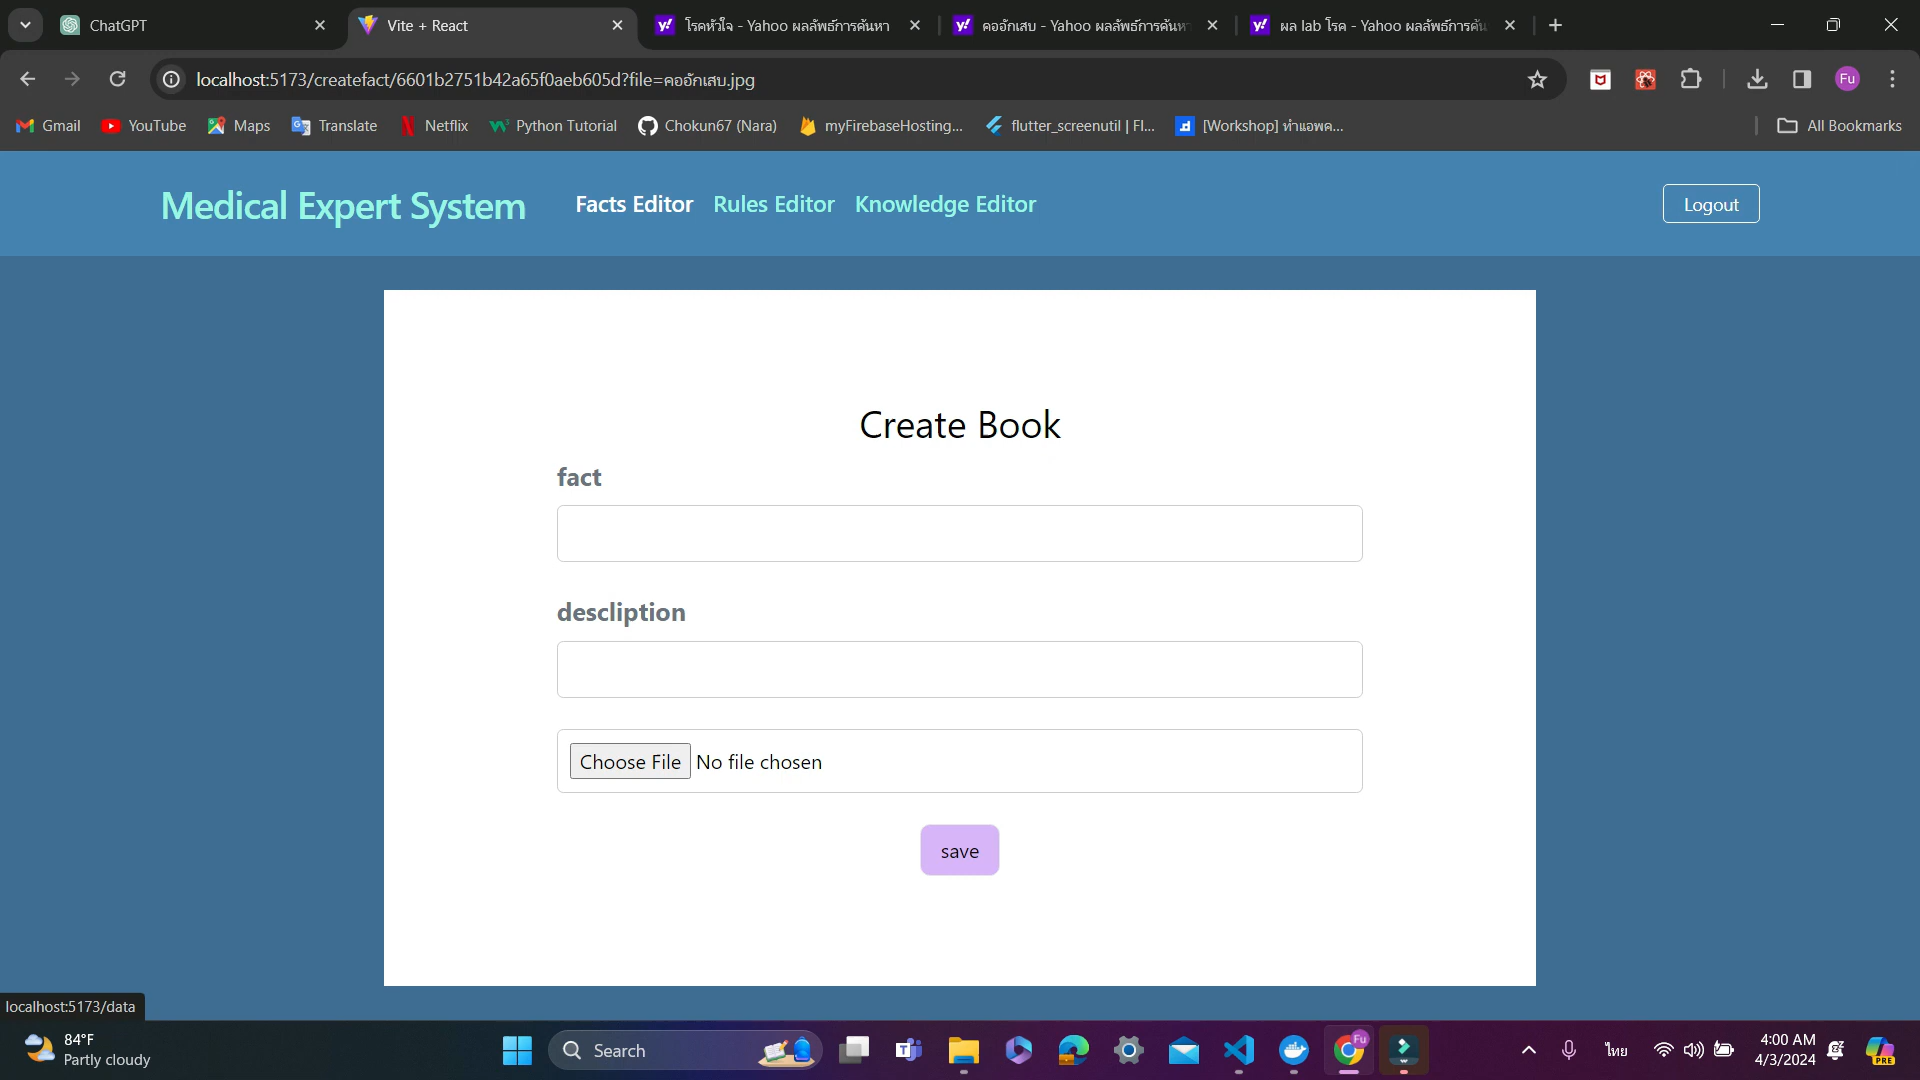 ChatGPT
Vite + React
โรคหัวใจ - Yahoo ผลลัพธ์การค้นหา
คออักเสบ - Yahoo ผลลัพธ์การค้นหา
ผล lab โรค - Yahoo ผลลัพธ์การค้น
localhost:5173/createfact/6601b2751b42a65f0aeb605d?file=คออักเสบ.jpg
Fu
Gmail
YouTube
Maps
Translate
Netflix
Python Tutorial
Chokun67 (Nara)
myFirebaseHosting...
flutter_screenutil | Fl...
[Workshop] ทำแอพค...
All Bookmarks
Medical Expert System
Facts Editor
Rules Editor
Knowledge Editor
Logout
Create Book
fact
descliption
Choose File No file chosen
save
localhost:5173/data
84°F
Partly cloudy
Search
Fu
ไทย
4:00 AM
4/3/2024
PRE